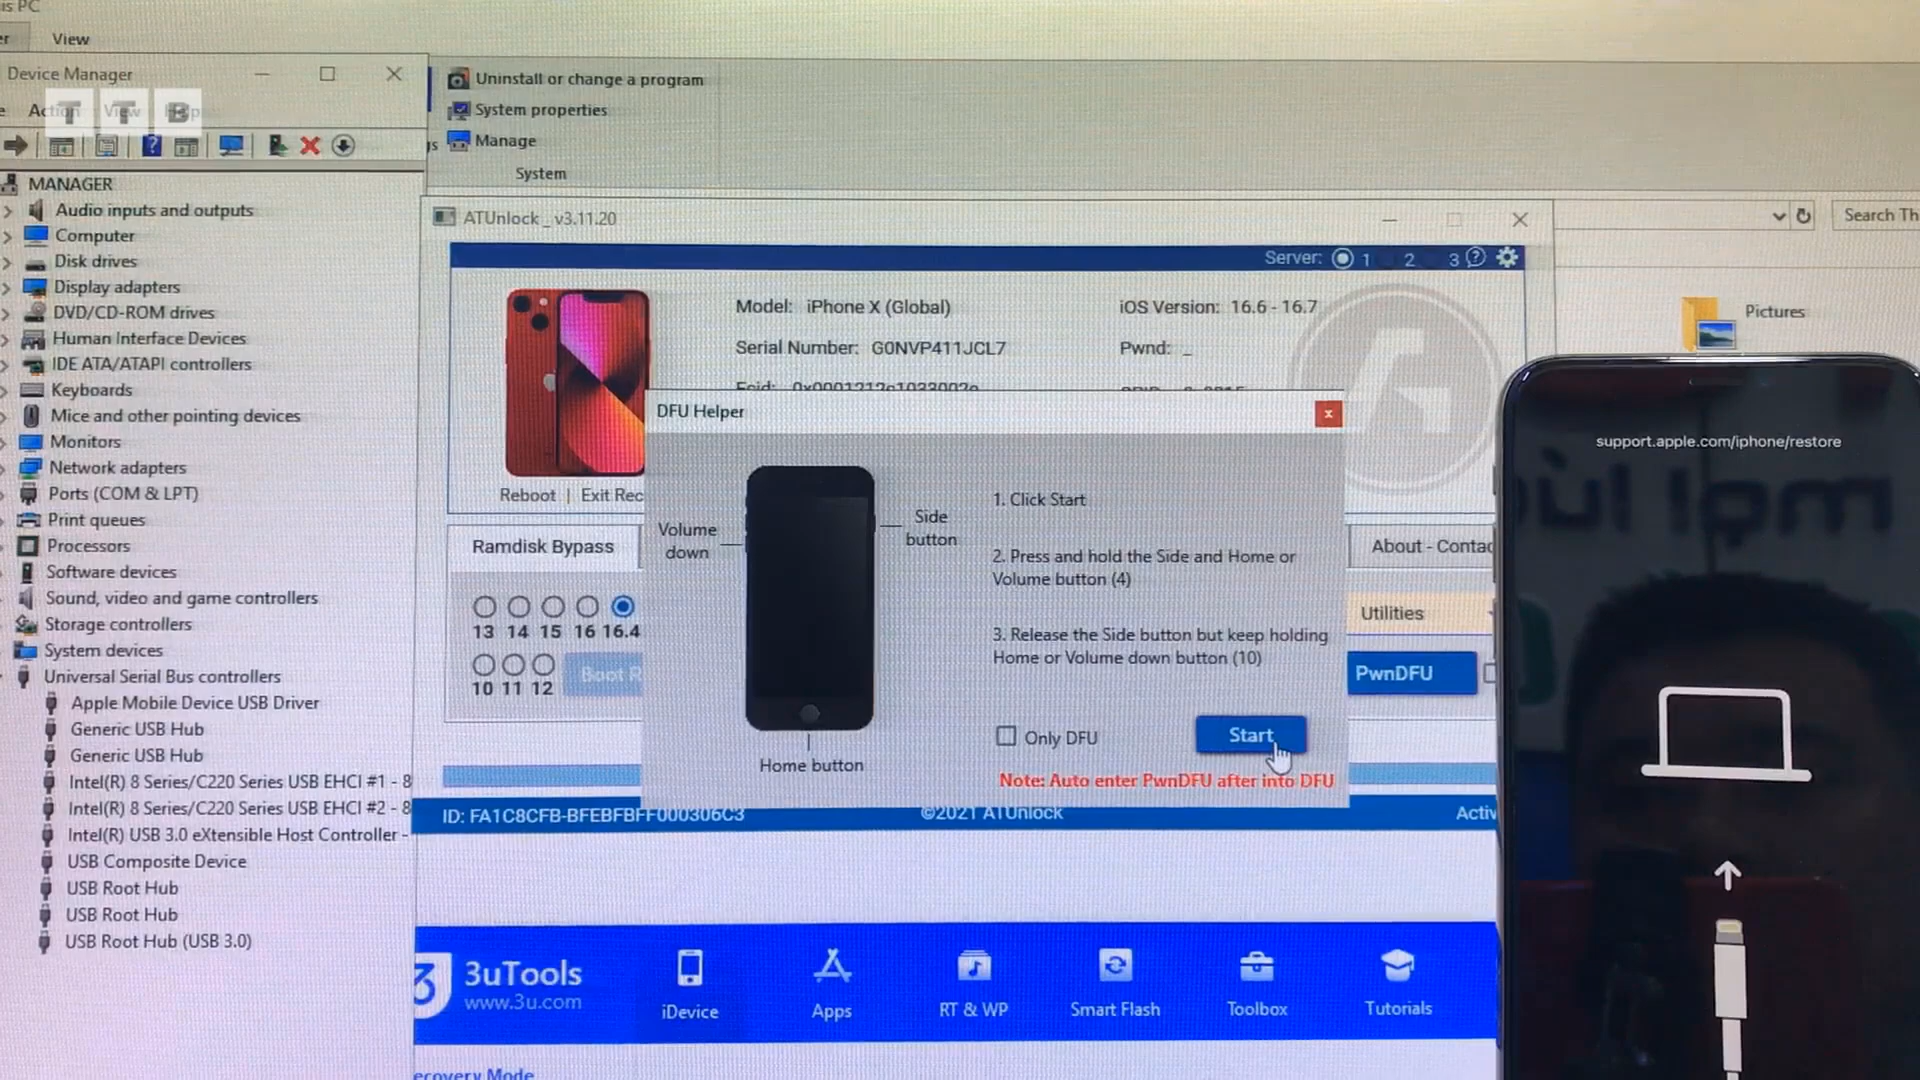 is PC
View
Device Manager
Uninstall or change a program
System properties
Manage
System
T T B
MANAGER
Audio inputs and outputs
Computer
Disk drives
Display adapters
DVD/CD-ROM drives
Human Interface Devices
IDE ATA/ATAPI controllers
Keyboards
Mice and other pointing devices
Monitors
Network adapters
Ports (COM & LPT)
Print queues
Processors
Software devices
Sound, video and game controllers
Storage controllers
System devices
Universal Serial Bus controllers
Apple Mobile Device USB Driver
Generic USB Hub
Generic USB Hub
Intel(R) 8 Series/C220 Series USB EHCI #1 - 8
Intel(R) 8 Series/C220 Series USB EHCI #2 - 8
Intel(R) USB 3.0 eXtensible Host Controller -
USB Composite Device
USB Root Hub
USB Root Hub
USB Root Hub (USB 3.0)
ATUnlock_ v3.11.20
Search Th
Server: 1 2 3
Pictures
Model: iPhone X (Global)
iOS Version: 16.6 - 16.7
Serial Number: G0NVP411JCL7
Pwnd: _
Reboot | Exit Rec
DFU Helper
Volume down
Side button
Home button
1. Click Start
2. Press and hold the Side and Home or
Volume button (4)
3. Release the Side button but keep holding
Home or Volume down button (10)
Only DFU
Start
Note: Auto enter PwnDFU after into DFU
Ramdisk Bypass
About - Contac
13 14 15 16 16.4
10 11 12
Boot R
Utilities
PwnDFU
ID: FA1C8CFB-BFEBFBFF000306C3
©2021 ATUnlock
Activ
3uTools
www.3u.com
iDevice
Apps
RT & WP
Smart Flash
Toolbox
Tutorials
ecovery Mode
support.apple.com/iphone/restore